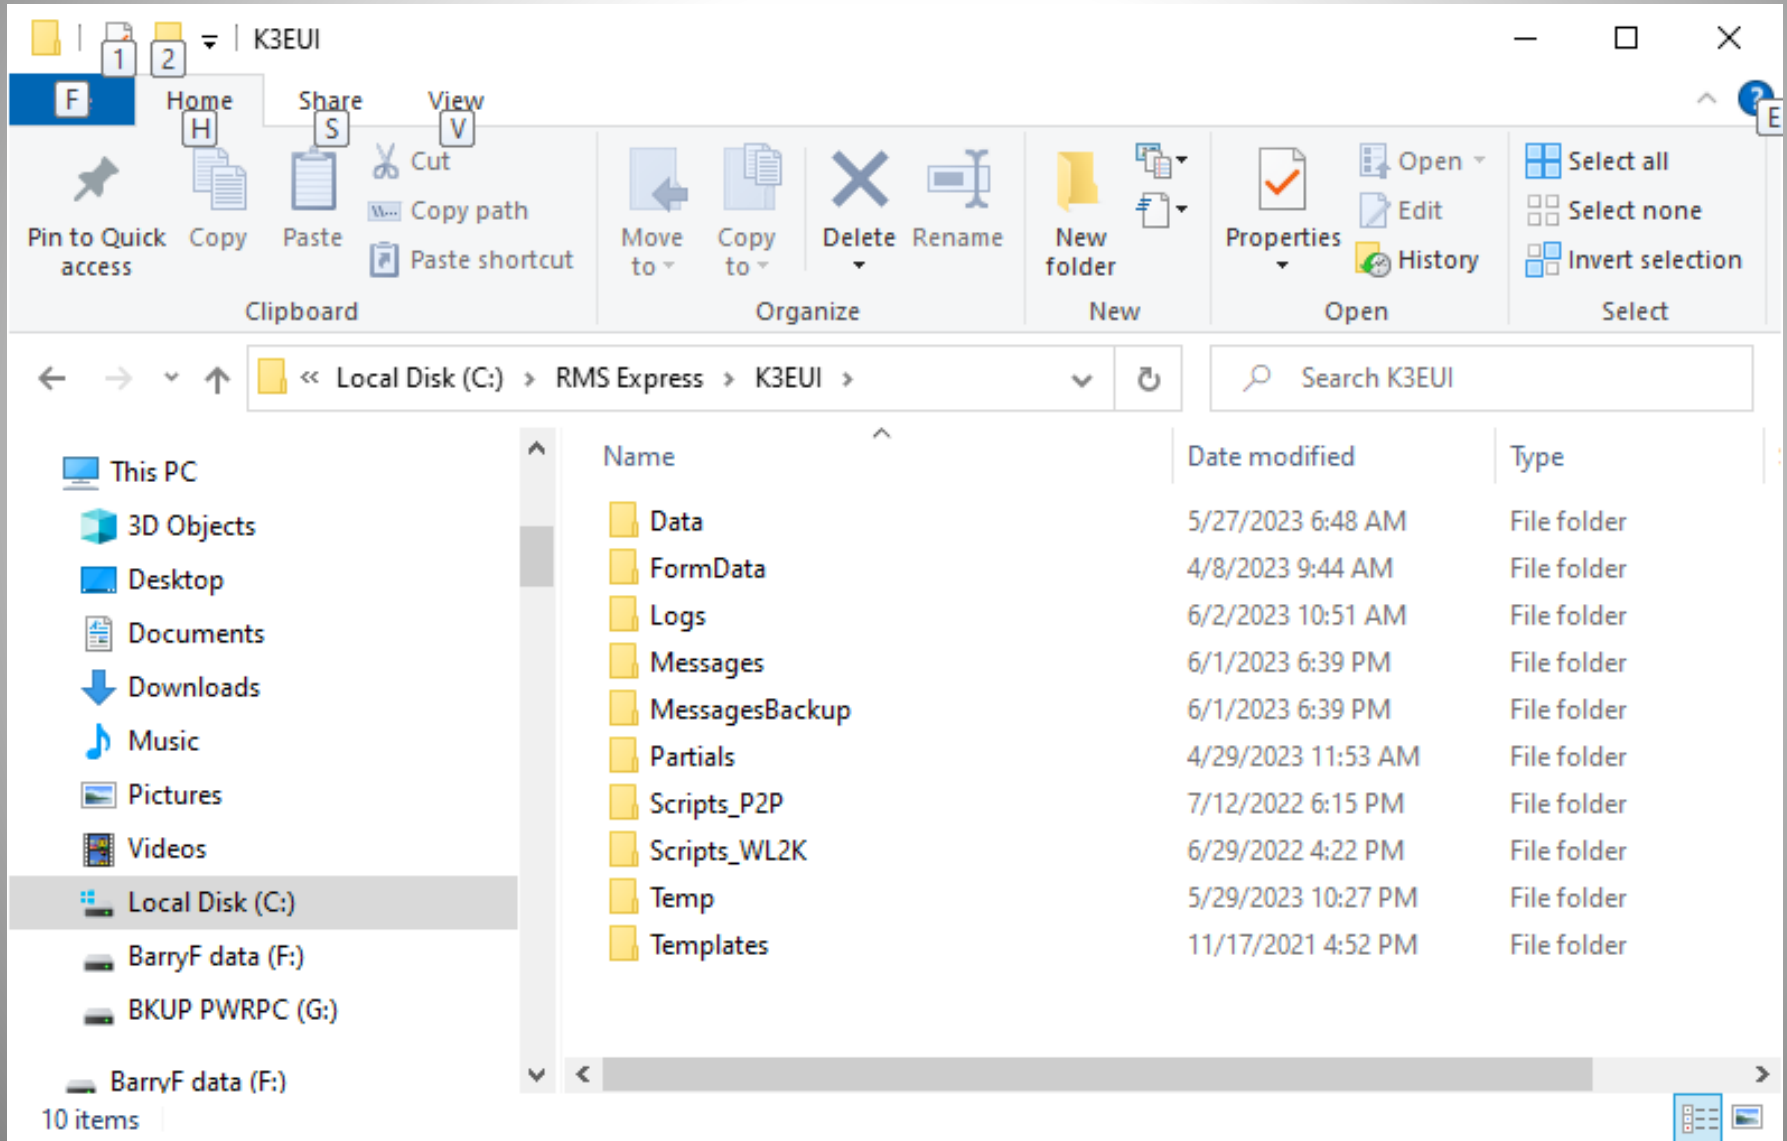 K3EUI
1 2
F Home Share View
H S V E
Pin to Quick access
Copy
Paste
Cut
Copy path
Paste shortcut
Clipboard
Move to
Copy to
Delete
Rename
Organize
New folder
New
Properties
Open
Edit
History
Open
Select all
Select none
Invert selection
Select
« Local Disk (C:) > RMS Express > K3EUI >
Search K3EUI
This PC
3D Objects
Desktop
Documents
Downloads
Music
Pictures
Videos
Local Disk (C:)
BarryF data (F:)
BKUP PWRPC (G:)
BarryF data (F:)
Name Date modified Type
Data 5/27/2023 6:48 AM File folder
FormData 4/8/2023 9:44 AM File folder
Logs 6/2/2023 10:51 AM File folder
Messages 6/1/2023 6:39 PM File folder
MessagesBackup 6/1/2023 6:39 PM File folder
Partials 4/29/2023 11:53 AM File folder
Scripts_P2P 7/12/2022 6:15 PM File folder
Scripts_WL2K 6/29/2022 4:22 PM File folder
Temp 5/29/2023 10:27 PM File folder
Templates 11/17/2021 4:52 PM File folder
10 items